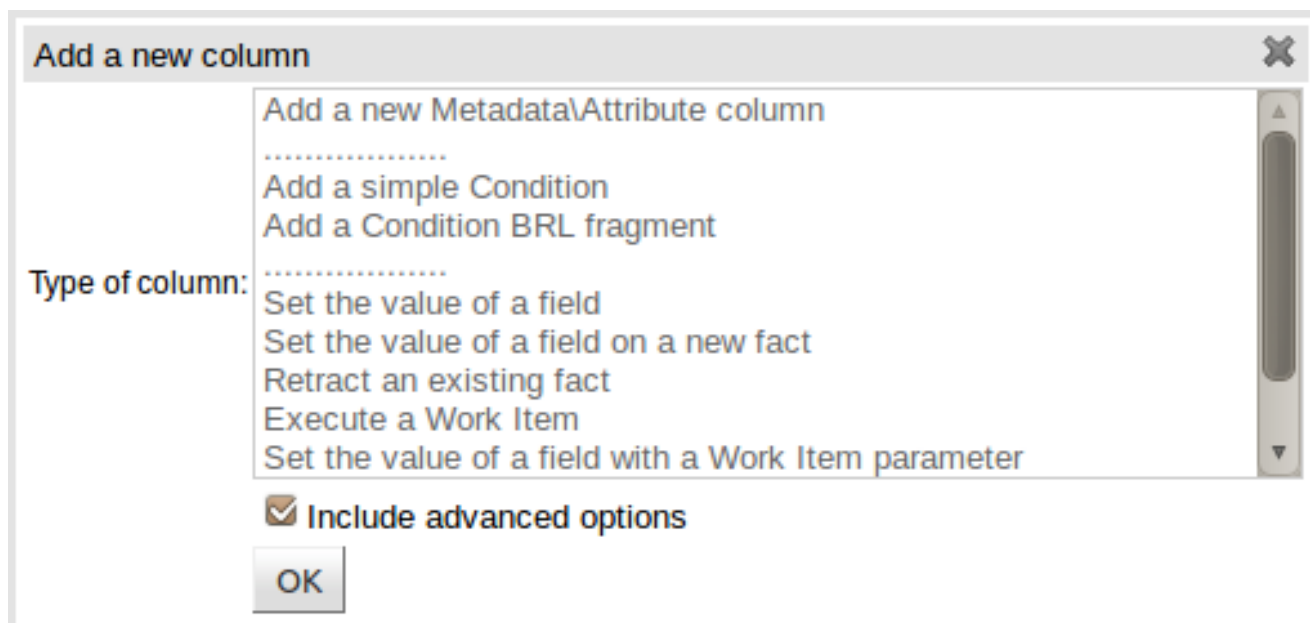 Add a new column
Add a new Metadata\Attribute column
..................
Add a simple Condition
Add a Condition BRL fragment
..................
Type of column:
Set the value of a field
Set the value of a field on a new fact
Retract an existing fact
Execute a Work Item
Set the value of a field with a Work Item parameter
Include advanced options
OK